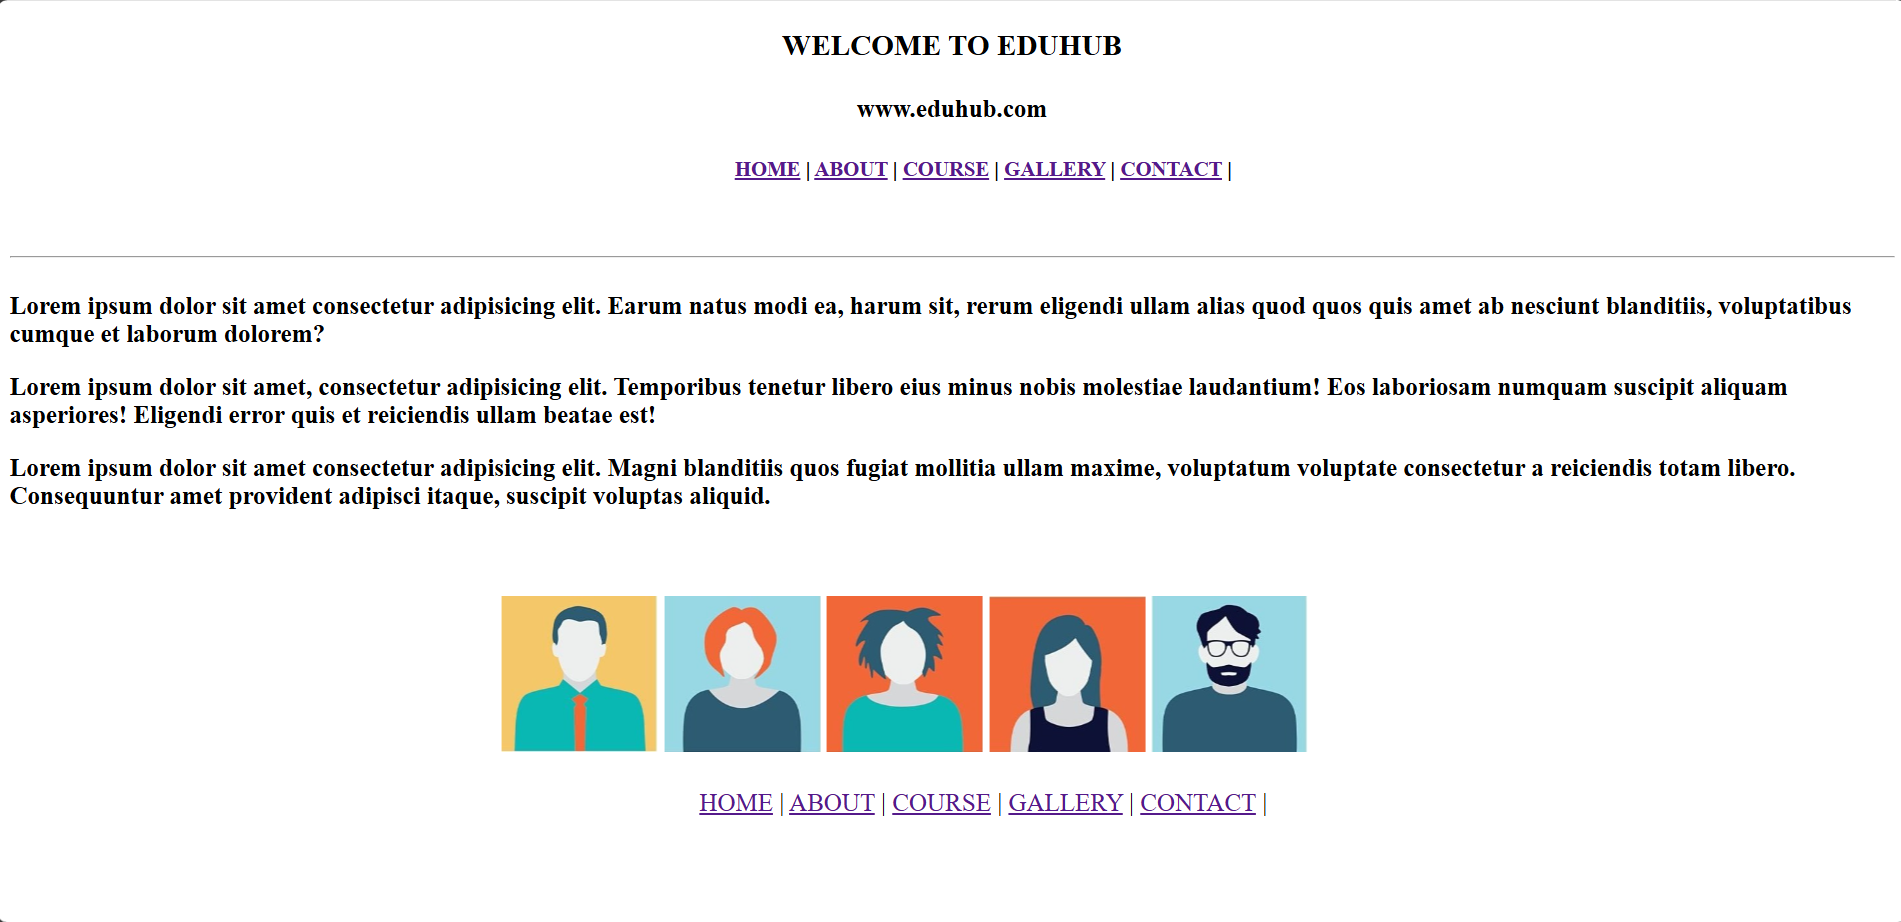 WELCOME TO EDUHUB
www.eduhub.com
HOME | ABOUT | COURSE | GALLERY | CONTACT |
Lorem ipsum dolor sit amet consectetur adipisicing elit. Earum natus modi ea, harum sit, rerum eligendi ullam alias quod quos quis amet ab nesciunt blanditiis, voluptatibus
cumque et laborum dolorem?
Lorem ipsum dolor sit amet, consectetur adipisicing elit. Temporibus tenetur libero eius minus nobis molestiae laudantium! Eos laboriosam numquam suscipit aliquam
asperiores! Eligendi error quis et reiciendis ullam beatae est!
Lorem ipsum dolor sit amet consectetur adipisicing elit. Magni blanditiis quos fugiat mollitia ullam maxime, voluptatum voluptate consectetur a reiciendis totam libero.
Consequuntur amet provident adipisci itaque, suscipit voluptas aliquid.
HOME | ABOUT | COURSE | GALLERY | CONTACT |